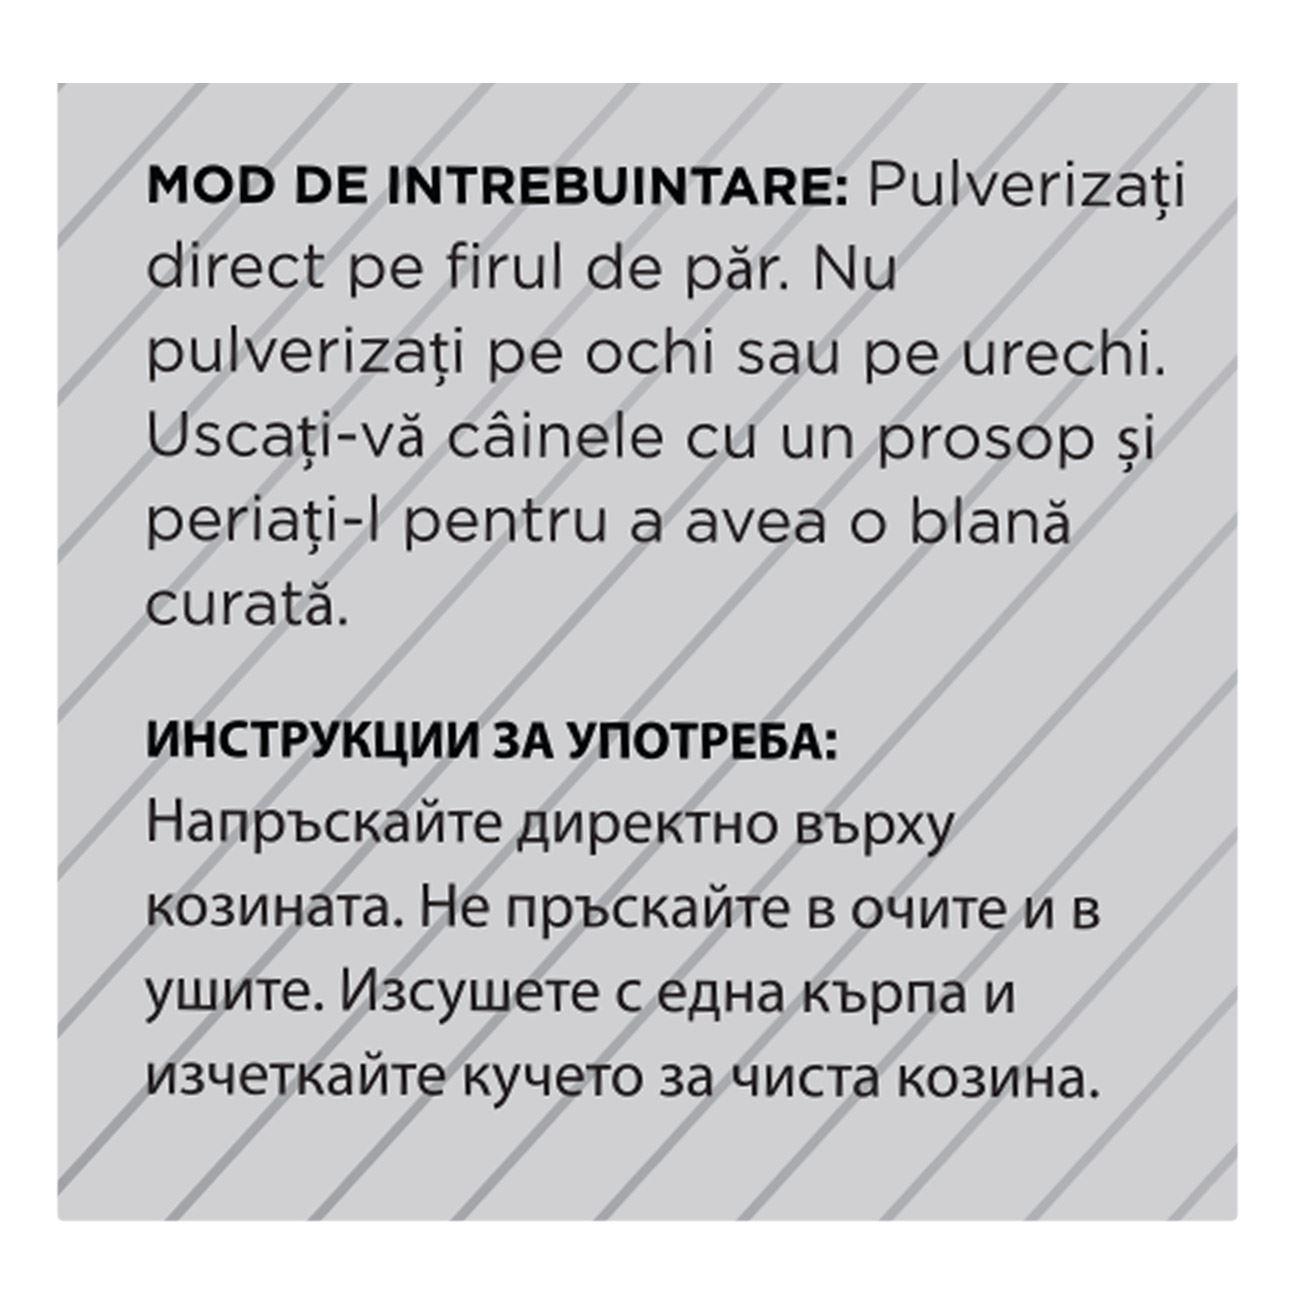 MOD DE INTREBUINTARE: Pulverizați
direct pe firul de păr. Nu
pulverizați pe ochi sau pe urechi.
Uscați-vă câinele cu un prosop și
periați-l pentru a avea o blană
curată.
ИНСТРУКЦИИ ЗА УПОТРЕБА:
Напръскайте директно върху
козината. Не пръскайте в очите и в
ушите. Изсушете с една кърпа и
изчеткайте кучето за чиста козина.